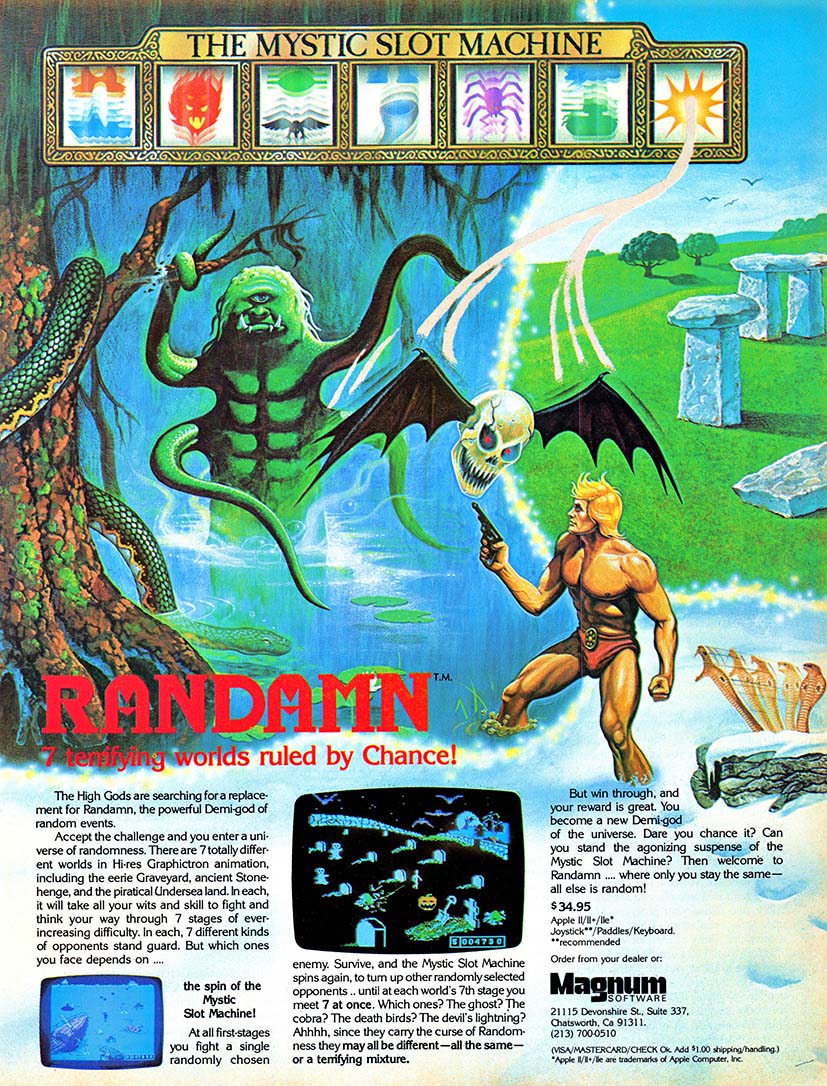 THE MYSTIC SLOT MACHINE
RANDAMN T.M.
7 terrifying worlds ruled by Chance!
The High Gods are searching for a replace-
ment for Randamn, the powerful Demi-god of
random events.
Accept the challenge and you enter a uni-
verse of randomness. There are 7 totally differ-
ent worlds in Hi-res Graphictron animation,
including the eerie Graveyard, ancient Stone-
henge, and the piratical Undersea land. In each,
it will take all your wits and skill to fight and
think your way through 7 stages of ever-
increasing difficulty. In each, 7 different kinds
of opponents stand guard. But which ones
you face depends on ....
the spin of the
Mystic
Slot Machine!
At all first-stages
you fight a single
randomly chosen
5 004730
enemy. Survive, and the Mystic Slot Machine
spins again, to turn up other randomly selected
opponents .. until at each world's 7th stage you
meet 7 at once. Which ones? The ghost? The
cobra? The death birds? The devil's lightning?
Ahhhh, since they carry the curse of Random-
ness they may all be different—all the same—
or a terrifying mixture.
But win through, and
your reward is great. You
become a new Demi-god
of the universe. Dare you chance it? Can
you stand the agonizing suspense of the
Mystic Slot Machine? Then welcome to
Randamn .... where only you stay the same—
all else is random!
$34.95
Apple II/II+/IIe*
Joystick**/Paddles/Keyboard.
**recommended
Order from your dealer or:
Magnum
SOFTWARE
21115 Devonshire St., Suite 337,
Chatsworth, Ca 91311.
(213) 700-0510
(VISA/MASTERCARD/CHECK Ok. Add $1.00 shipping/handling.)
*Apple II/II+/IIe are trademarks of Apple Computer, Inc.